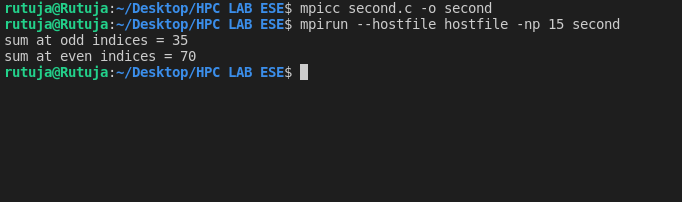 rutuja@Rutuja:~/Desktop/HPC LAB ESE$ mpicc second.c -o second
rutuja@Rutuja:~/Desktop/HPC LAB ESE$ mpirun --hostfile hostfile -np 15 second
sum at odd indices = 35
sum at even indices = 70
rutuja@Rutuja:~/Desktop/HPC LAB ESE$